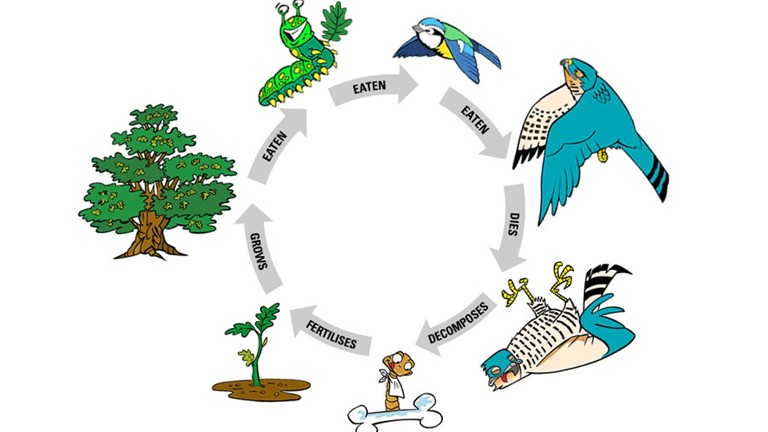 EATEN
EATEN
EATEN
DIES
DECOMPOSES
FERTILISES
GROWS